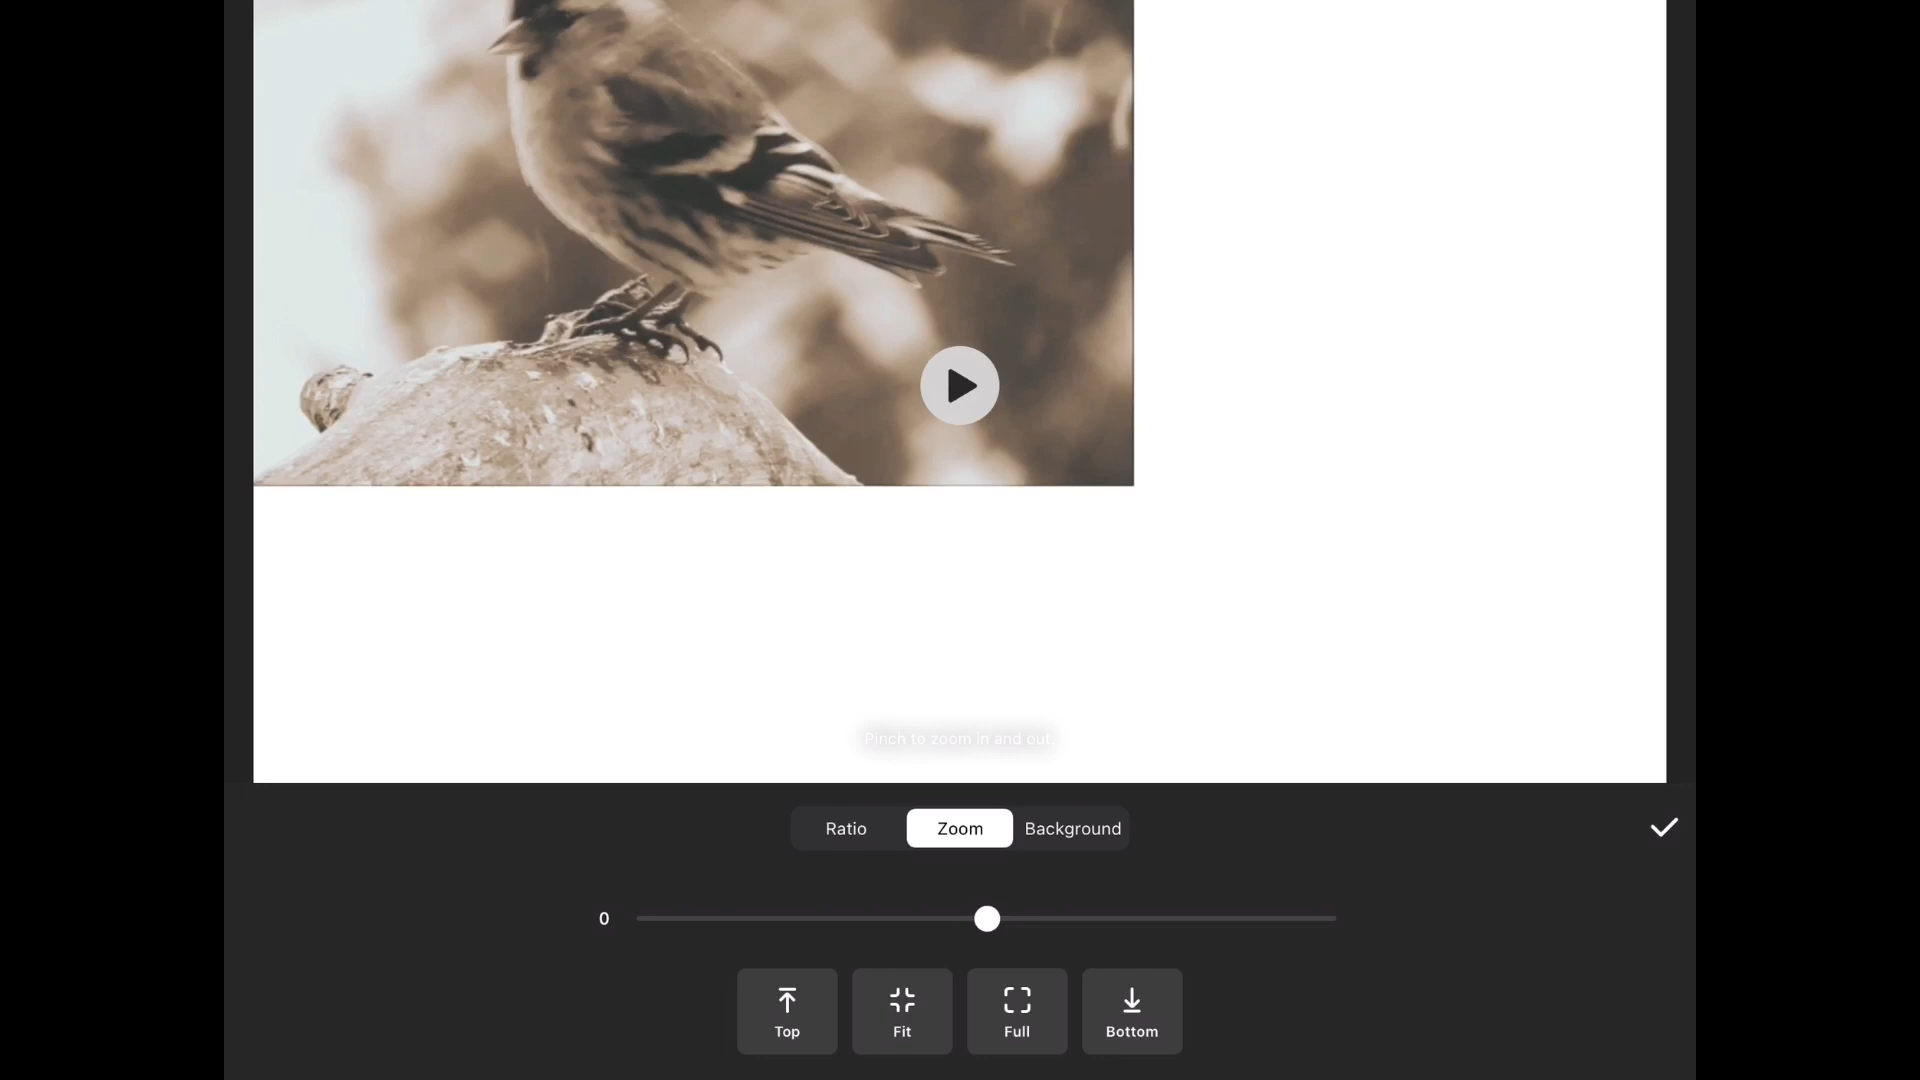 Pinch to zoom in and out.
Ratio Zoom Background
0
Top Fit Full Bottom